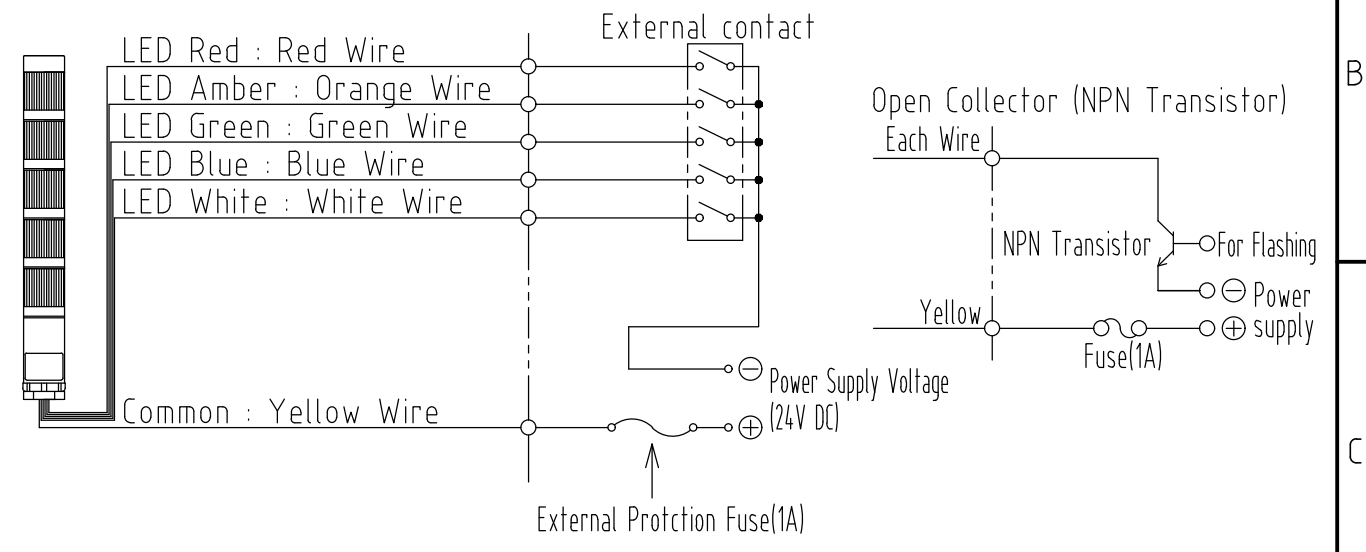 External contact
LED Red : Red Wire
LED Amber : Orange Wire
LED Green : Green Wire
LED Blue : Blue Wire
LED White : White Wire
Common : Yellow Wire
Power Supply Voltage
(24V DC)
External Protction Fuse(1A)
Open Collector (NPN Transistor)
Each Wire
NPN Transistor
For Flashing
Yellow
Fuse(1A)
Power
supply
B
C